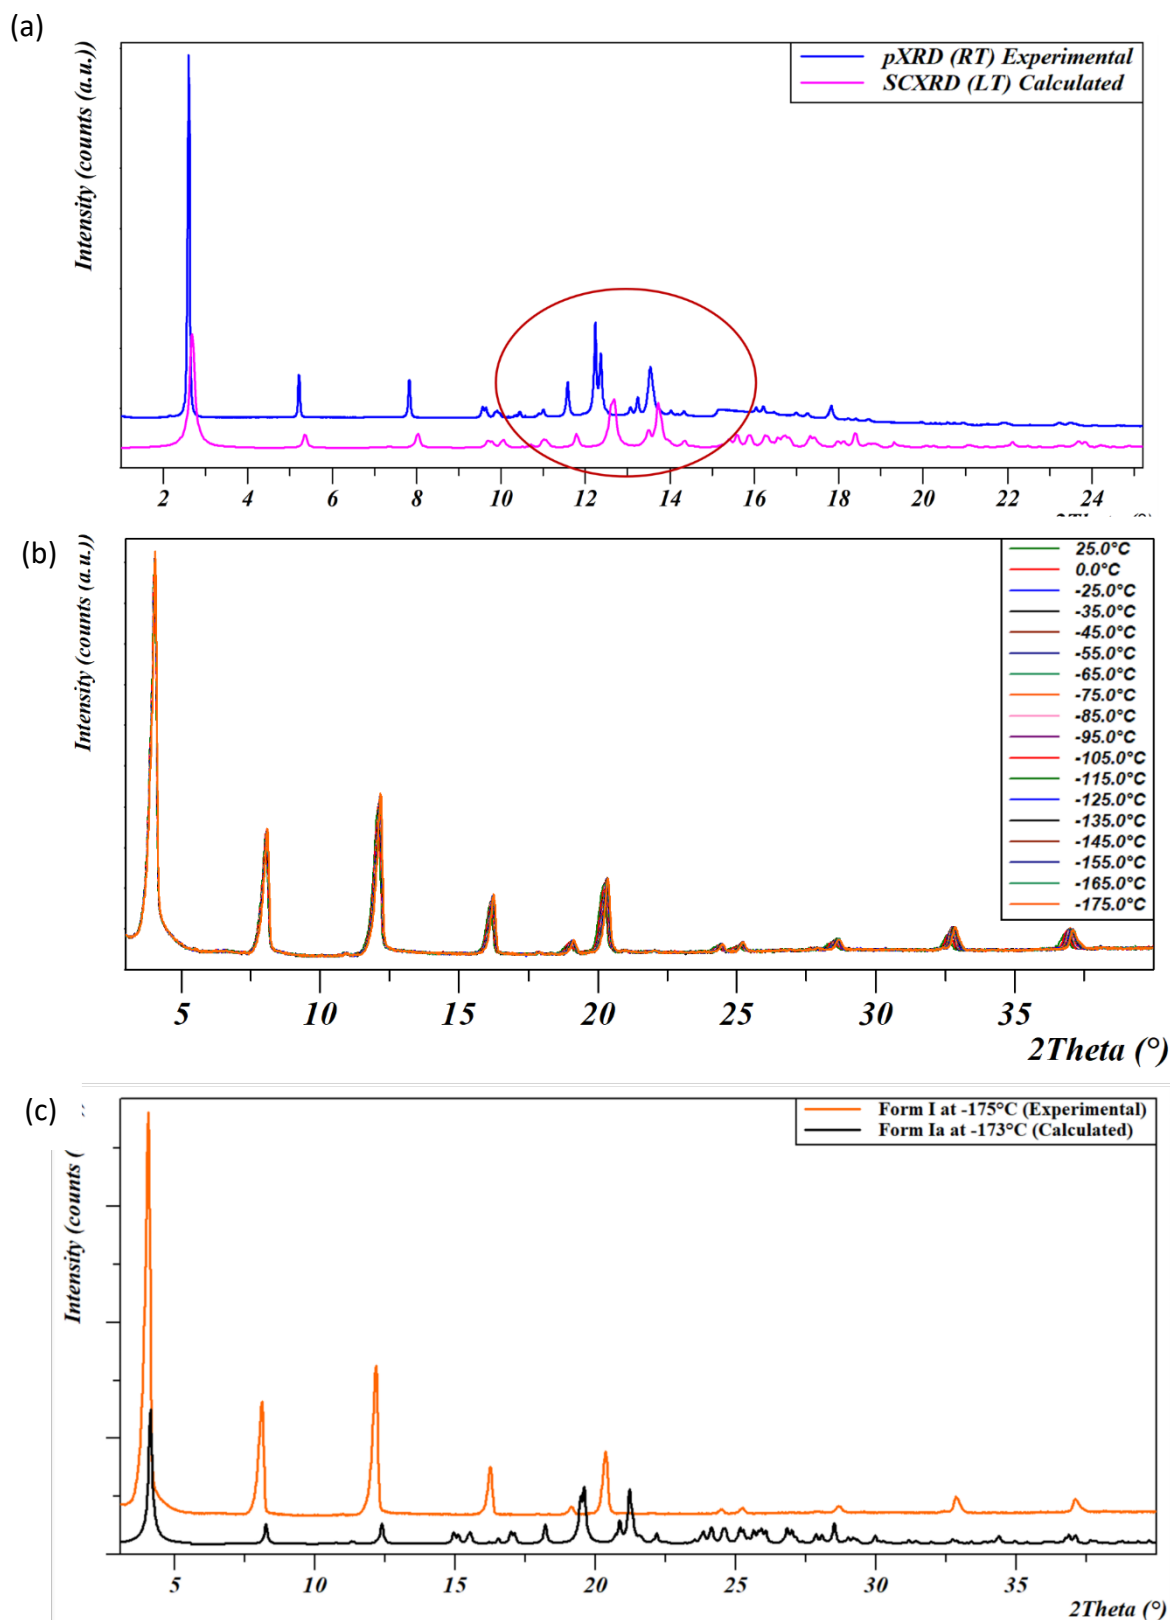 (a)
Intensity (counts (a.u.))
pXRD (RT) Experimental
SCXRD (LT) Calculated
2 4 6 8 10 12 14 16 18 20 22 24
2Theta (°)
(b)
Intensity (counts (a.u.))
25.0°C
0.0°C
-25.0°C
-35.0°C
-45.0°C
-55.0°C
-65.0°C
-75.0°C
-85.0°C
-95.0°C
-105.0°C
-115.0°C
-125.0°C
-135.0°C
-145.0°C
-155.0°C
-165.0°C
-175.0°C
5 10 15 20 25 30 35
2Theta (°)
(c)
Intensity (counts (
Form I at -175°C (Experimental)
Form Ia at -173°C (Calculated)
5 10 15 20 25 30 35
2Theta (°)